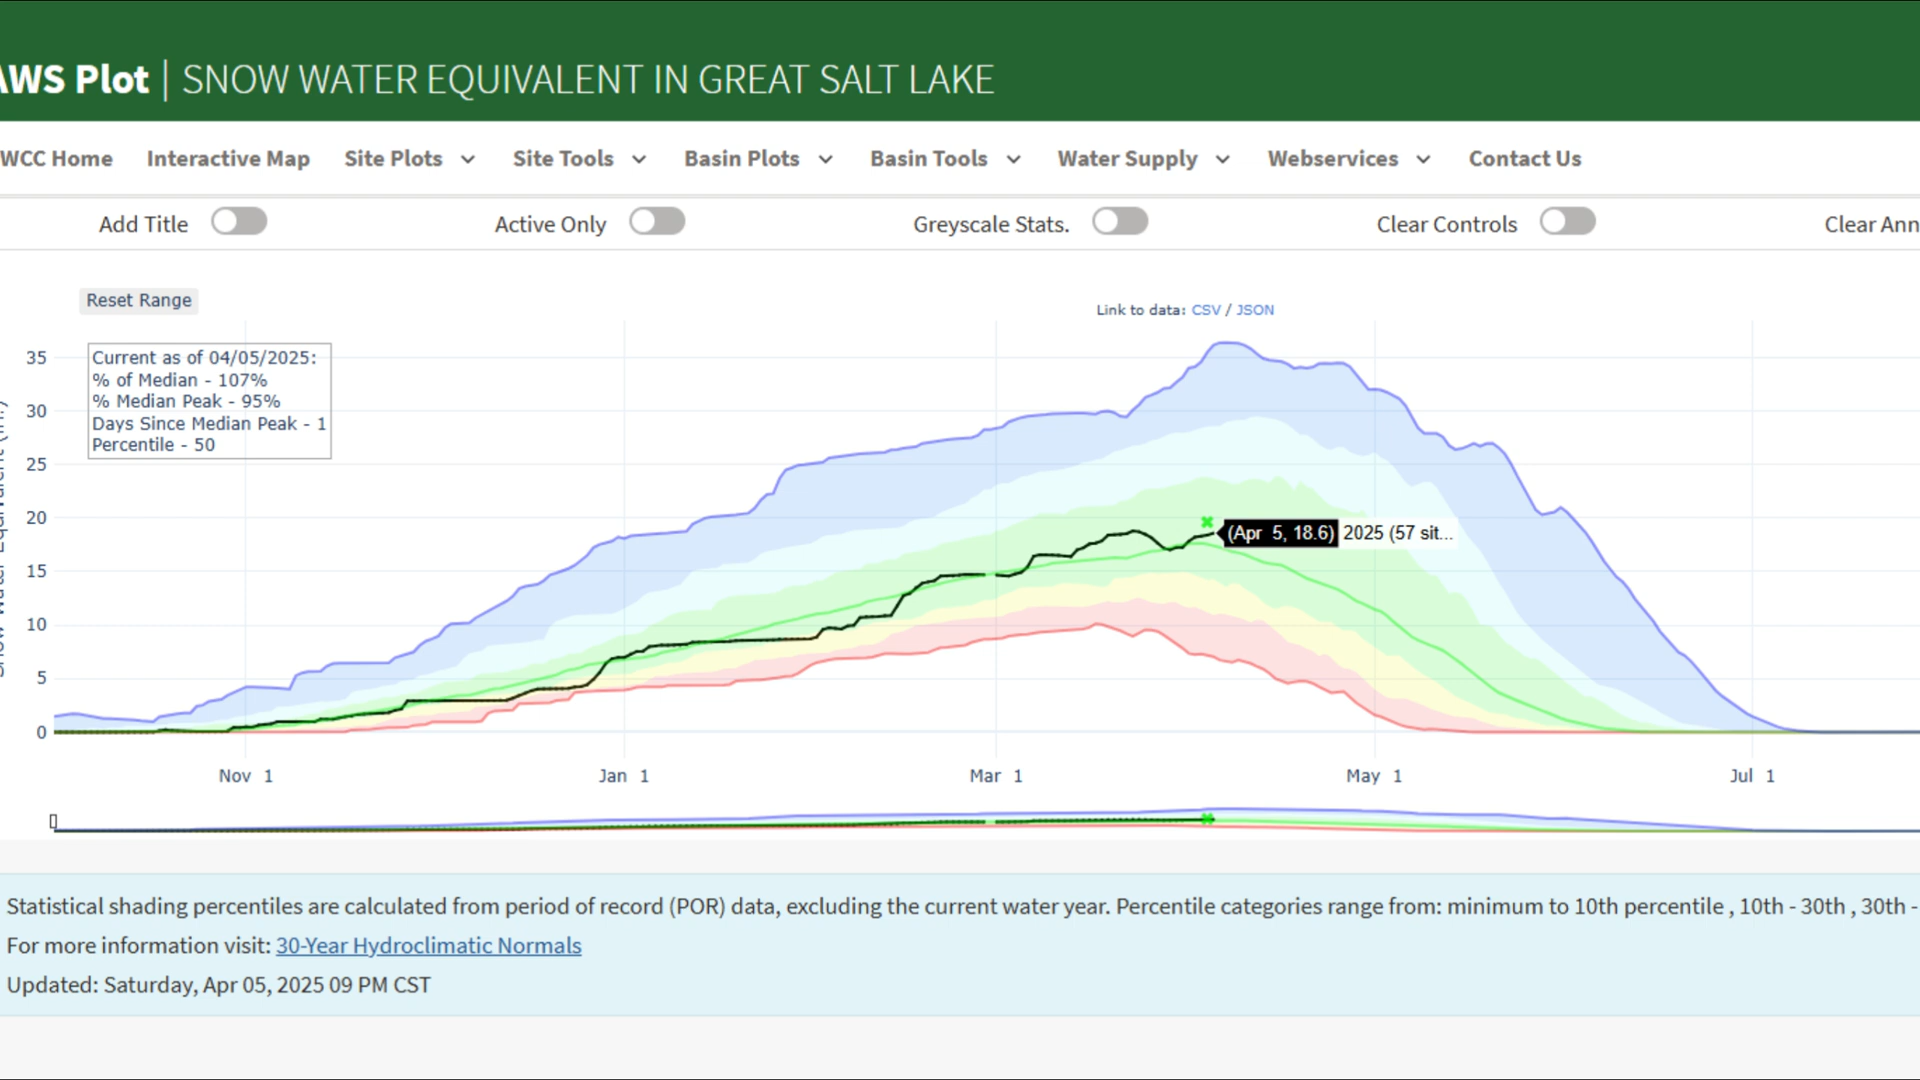 AWS Plot | SNOW WATER EQUIVALENT IN GREAT SALT LAKE
WCC Home Interactive Map Site Plots Site Tools Basin Plots Basin Tools Water Supply Webservices Contact Us
Add Title Active Only Greyscale Stats. Clear Controls Clear Ann
Reset Range
Link to data: CSV / JSON
Current as of 04/05/2025:
% of Median - 107%
% Median Peak - 95%
Days Since Median Peak - 1
Percentile - 50
35
30
25
20
15
10
5
0
(Apr 5, 18.6) 2025 (57 sit...
Nov 1 Jan 1 Mar 1 May 1 Jul 1
Statistical shading percentiles are calculated from period of record (POR) data, excluding the current water year. Percentile categories range from: minimum to 10th percentile , 10th - 30th , 30th -
For more information visit: 30-Year Hydroclimatic Normals
Updated: Saturday, Apr 05, 2025 09 PM CST